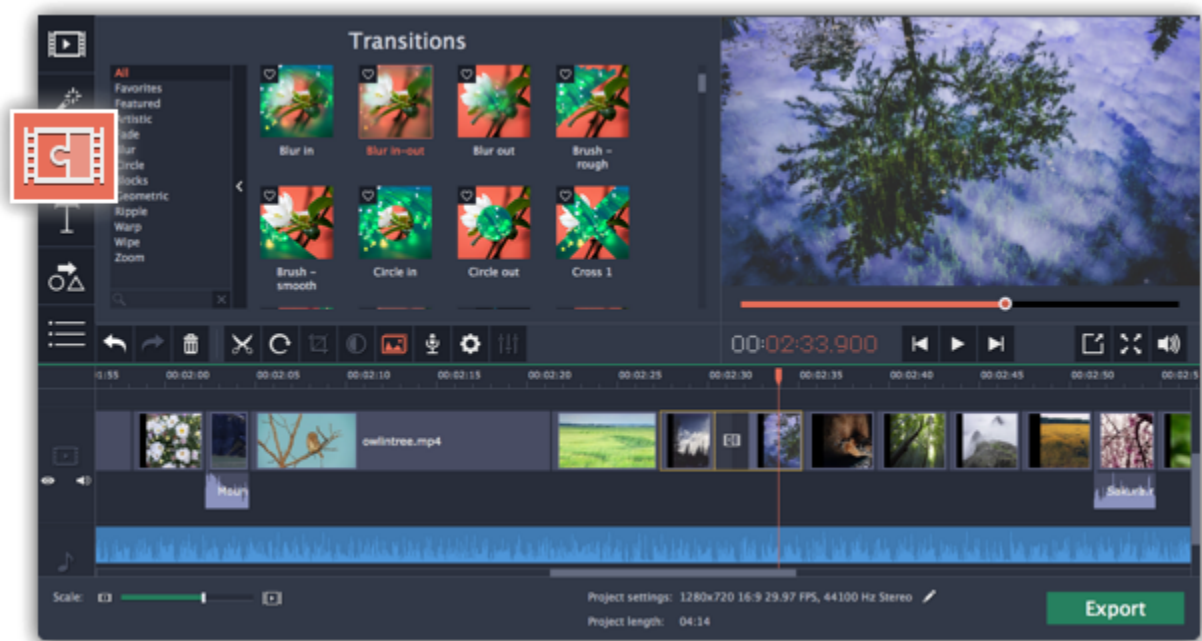 Transitions
All
Favorites
Featured
Artistic
Fade
Blur
Circle
Blocks
Geometric
Ripple
Warp
Wipe
Zoom
Blur in
Blur in-out
Blur out
Brush – rough
Brush – smooth
Circle in
Circle out
Cross 1
00:02:33.900
00:02:00
00:02:05
00:02:10
00:02:15
00:02:20
00:02:25
00:02:30
00:02:35
00:02:40
00:02:45
00:02:50
owlintree.mp4
Scale:
Project settings: 1280x720 16:9 29.97 FPS, 44100 Hz Stereo
Project length: 04:14
Export